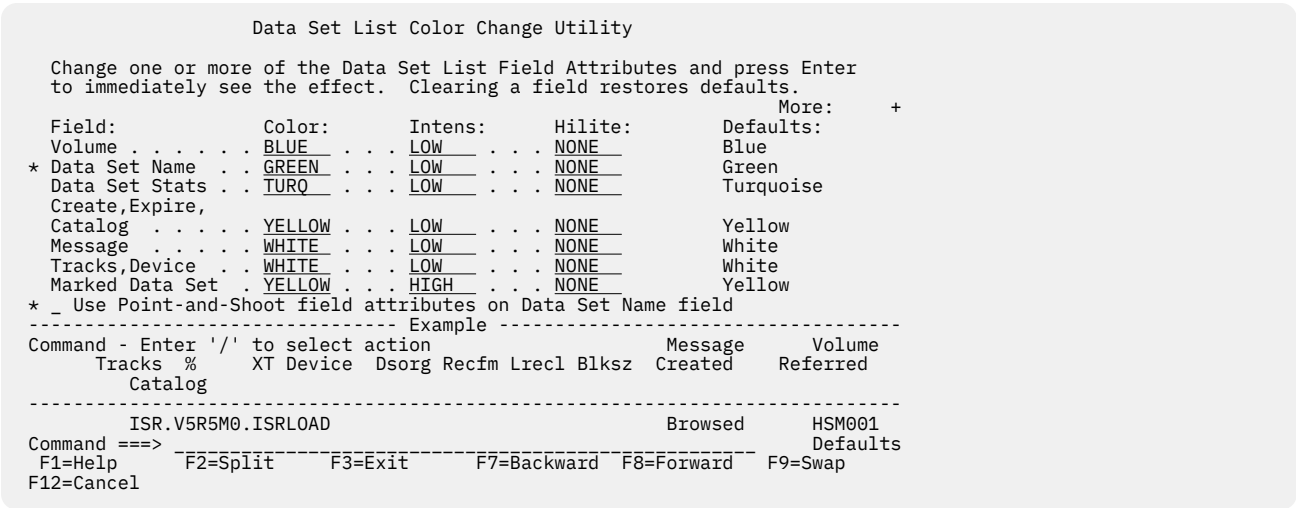 Data Set List Color Change Utility
Change one or more of the Data Set List Field Attributes and press Enter
to immediately see the effect.  Clearing a field restores defaults.
More:     +
Field:             Color:       Intens:      Hilite:        Defaults:
Volume . . . . . . BLUE   . . . LOW    . . . NONE           Blue
* Data Set Name  . . GREEN  . . . LOW    . . . NONE           Green
Data Set Stats . . TURQ   . . . LOW    . . . NONE           Turquoise
Create,Expire,
Catalog  . . . . . YELLOW . . . LOW    . . . NONE           Yellow
Message  . . . . . WHITE  . . . LOW    . . . NONE           White
Tracks,Device  . . WHITE  . . . LOW    . . . NONE           White
Marked Data Set  . YELLOW . . . HIGH   . . . NONE           Yellow
* _ Use Point-and-Shoot field attributes on Data Set Name field
--------------------------------- Example ------------------------------------
Command - Enter '/' to select action                     Message      Volume
Tracks  %     XT Device  Dsorg Recfm Lrecl Blksz  Created    Referred
Catalog
------------------------------------------------------------------------------
ISR.V5R5M0.ISRLOAD                              Browsed      HSM001
Command ===> ____________________________________________________     Defaults
F1=Help      F2=Split     F3=Exit      F7=Backward  F8=Forward   F9=Swap
F12=Cancel